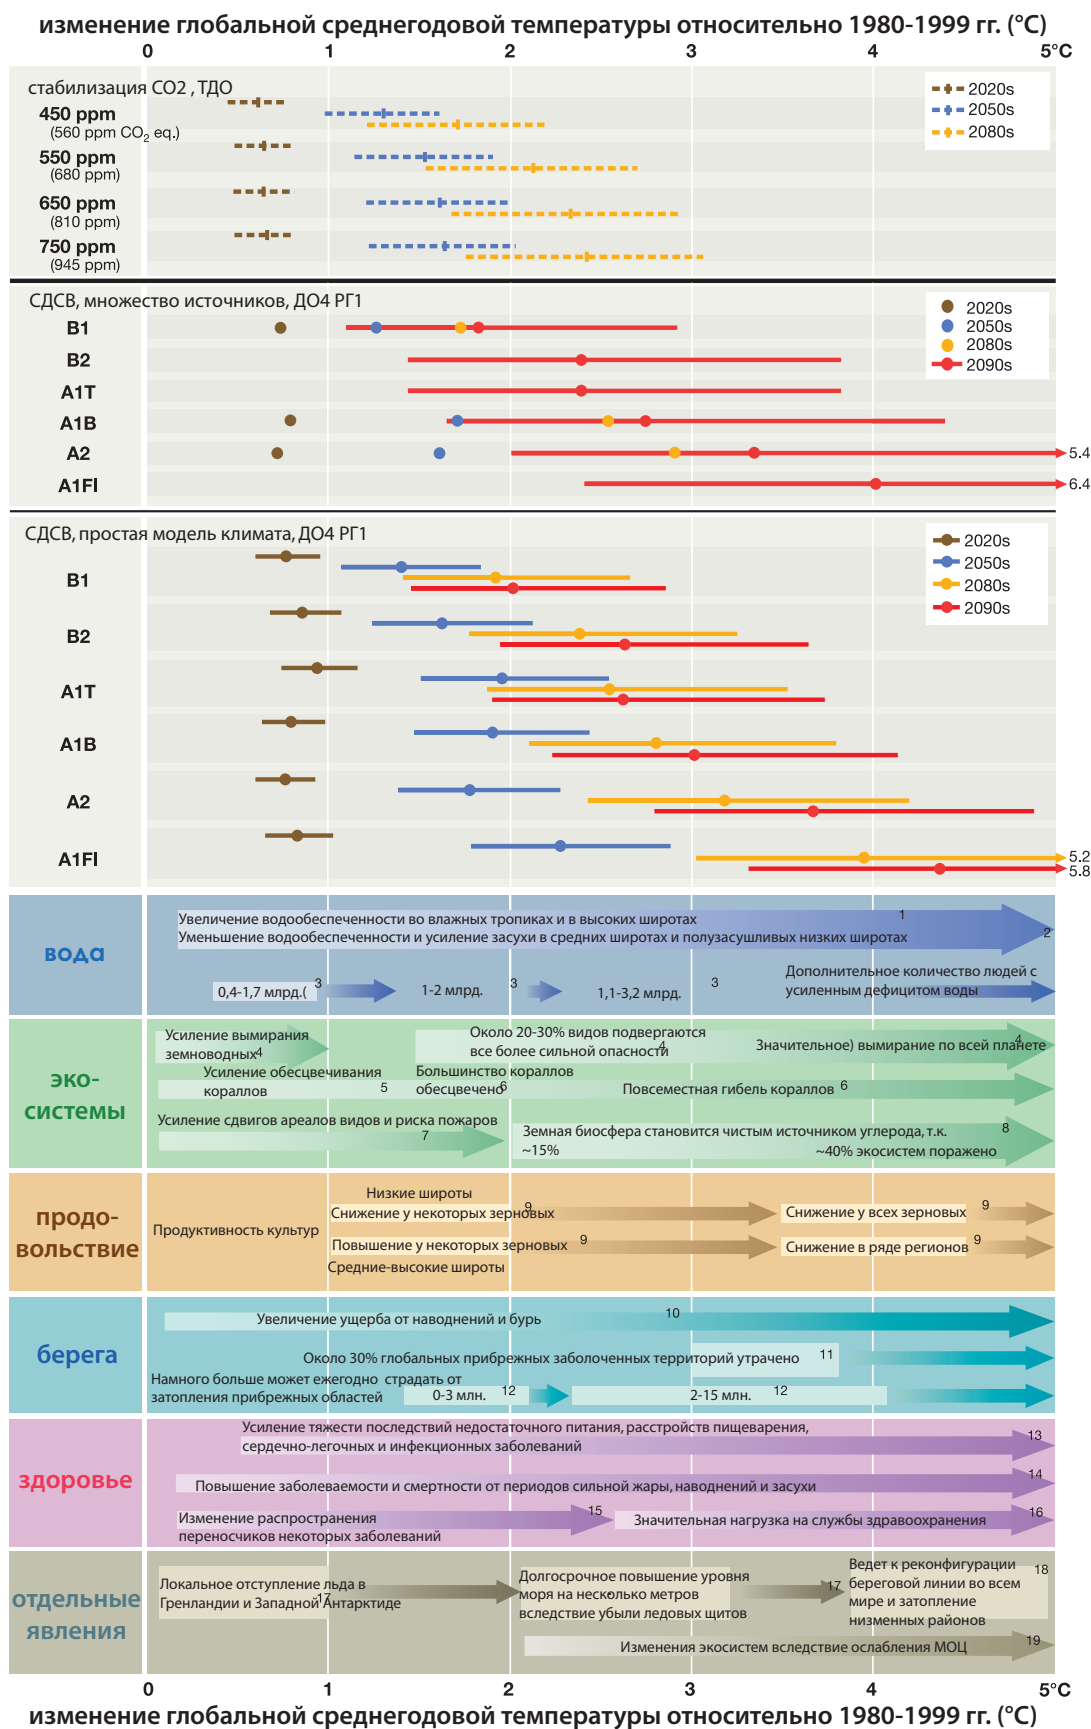 изменение глобальной среднегодовой температуры относительно 1980-1999 гг. (°C)
0 1 2 3 4 5°C
стабилизация CO2 , ТДО
450 ppm
(560 ppm CO2 eq.)
550 ppm
(680 ppm)
650 ppm
(810 ppm)
750 ppm
(945 ppm)
2020s
2050s
2080s
СДСВ, множество источников, ДО4 РГ1
B1
B2
A1T
A1B
A2
5.4
A1FI
6.4
2020s
2050s
2080s
2090s
СДСВ, простая модель климата, ДО4 РГ1
B1
B2
A1T
A1B
A2
A1FI
5.2
5.8
2020s
2050s
2080s
2090s
вода
Увеличение водообеспеченности во влажных тропиках и в высоких широтах 1
Уменьшение водообеспеченности и усиление засухи в средних широтах и полузасушливых низких широтах 2
0,4-1,7 млрд.( 3
1-2 млрд. 3
1,1-3,2 млрд. 3
Дополнительное количество людей с
усиленным дефицитом воды
эко-
системы
Усиление вымирания
земноводных 4
Около 20-30% видов подвергаются
все более сильной опасности 4
Значительное) вымирание по всей планете 4
Усиление обесцвечивания
кораллов 5
Большинство кораллов
обесцвечено 6
Повсеместная гибель кораллов 6
Усиление сдвигов ареалов видов и риска пожаров
7
Земная биосфера становится чистым источником углерода, т.к. 8
~15% ~40% экосистем поражено
продо-
вольствие
Продуктивность культур
Низкие широты
Снижение у некоторых зерновых 9
Снижение у всех зерновых 9
Повышение у некоторых зерновых 9
Снижение в ряде регионов 9
Средние-высокие широты
берега
Увеличение ущерба от наводнений и бурь 10
Около 30% глобальных прибрежных заболоченных территорий утрачено 11
Намного больше может ежегодно страдать от
затопления прибрежных областей
0-3 млн. 12
2-15 млн. 12
здоровье
Усиление тяжести последствий недостаточного питания, расстройств пищеварения,
сердечно-легочных и инфекционных заболеваний 13
Повышение заболеваемости и смертности от периодов сильной жары, наводнений и засухи 14
Изменение распространения
переносчиков некоторых заболеваний 15
Значительная нагрузка на службы здравоохранения 16
отдельные
явления
Локальное отступление льда в
Гренландии и Западной Антарктиде 17
Долгосрочное повышение уровня
моря на несколько метров
вследствие убыли ледовых щитов
17
Ведет к реконфигурации
береговой линии во всем
мире и затопление
низменных районов
18
Изменения экосистем вследствие ослабления МОЦ 19
0 1 2 3 4 5°C
изменение глобальной среднегодовой температуры относительно 1980-1999 гг. (°C)